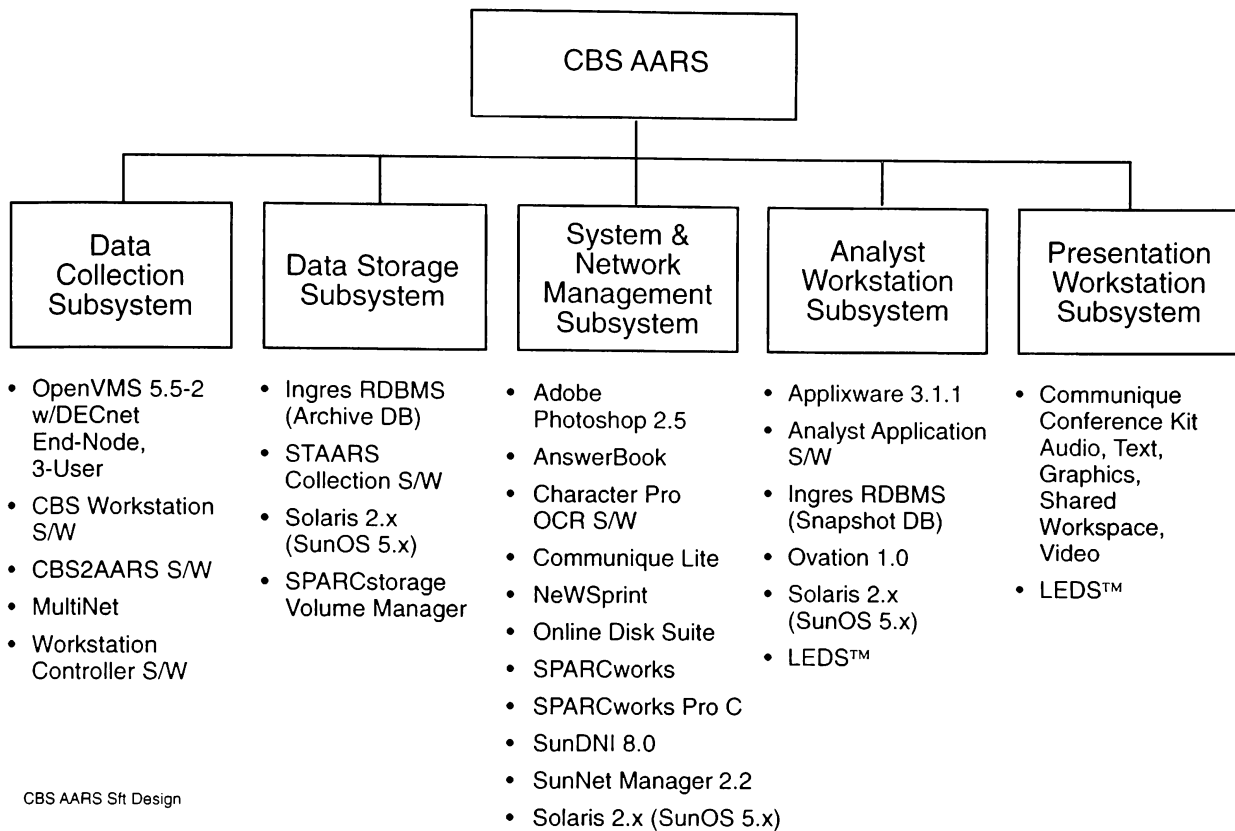 CBS AARS
Data
Collection
Subsystem
Data Storage
Subsystem
System &
Network
Management
Subsystem
Analyst
Workstation
Subsystem
Presentation
Workstation
Subsystem
• OpenVMS 5.5-2
w/DECnet
End-Node,
3-User
• CBS Workstation
S/W
• CBS2AARS S/W
• MultiNet
• Workstation
Controller S/W
• Ingres RDBMS
(Archive DB)
• STAARS
Collection S/W
• Solaris 2.x
(SunOS 5.x)
• SPARCstorage
Volume Manager
• Adobe
Photoshop 2.5
• AnswerBook
• Character Pro
OCR S/W
• Communique Lite
• NeWSprint
• Online Disk Suite
• SPARCworks
• SPARCworks Pro C
• SunDNI 8.0
• SunNet Manager 2.2
• Solaris 2.x (SunOS 5.x)
• Applixware 3.1.1
• Analyst Application
S/W
• Ingres RDBMS
(Snapshot DB)
• Ovation 1.0
• Solaris 2.x
(SunOS 5.x)
• LEDS™
• Communique
Conference Kit
Audio, Text,
Graphics,
Shared
Workspace,
Video
• LEDS™
CBS AARS Sft Design